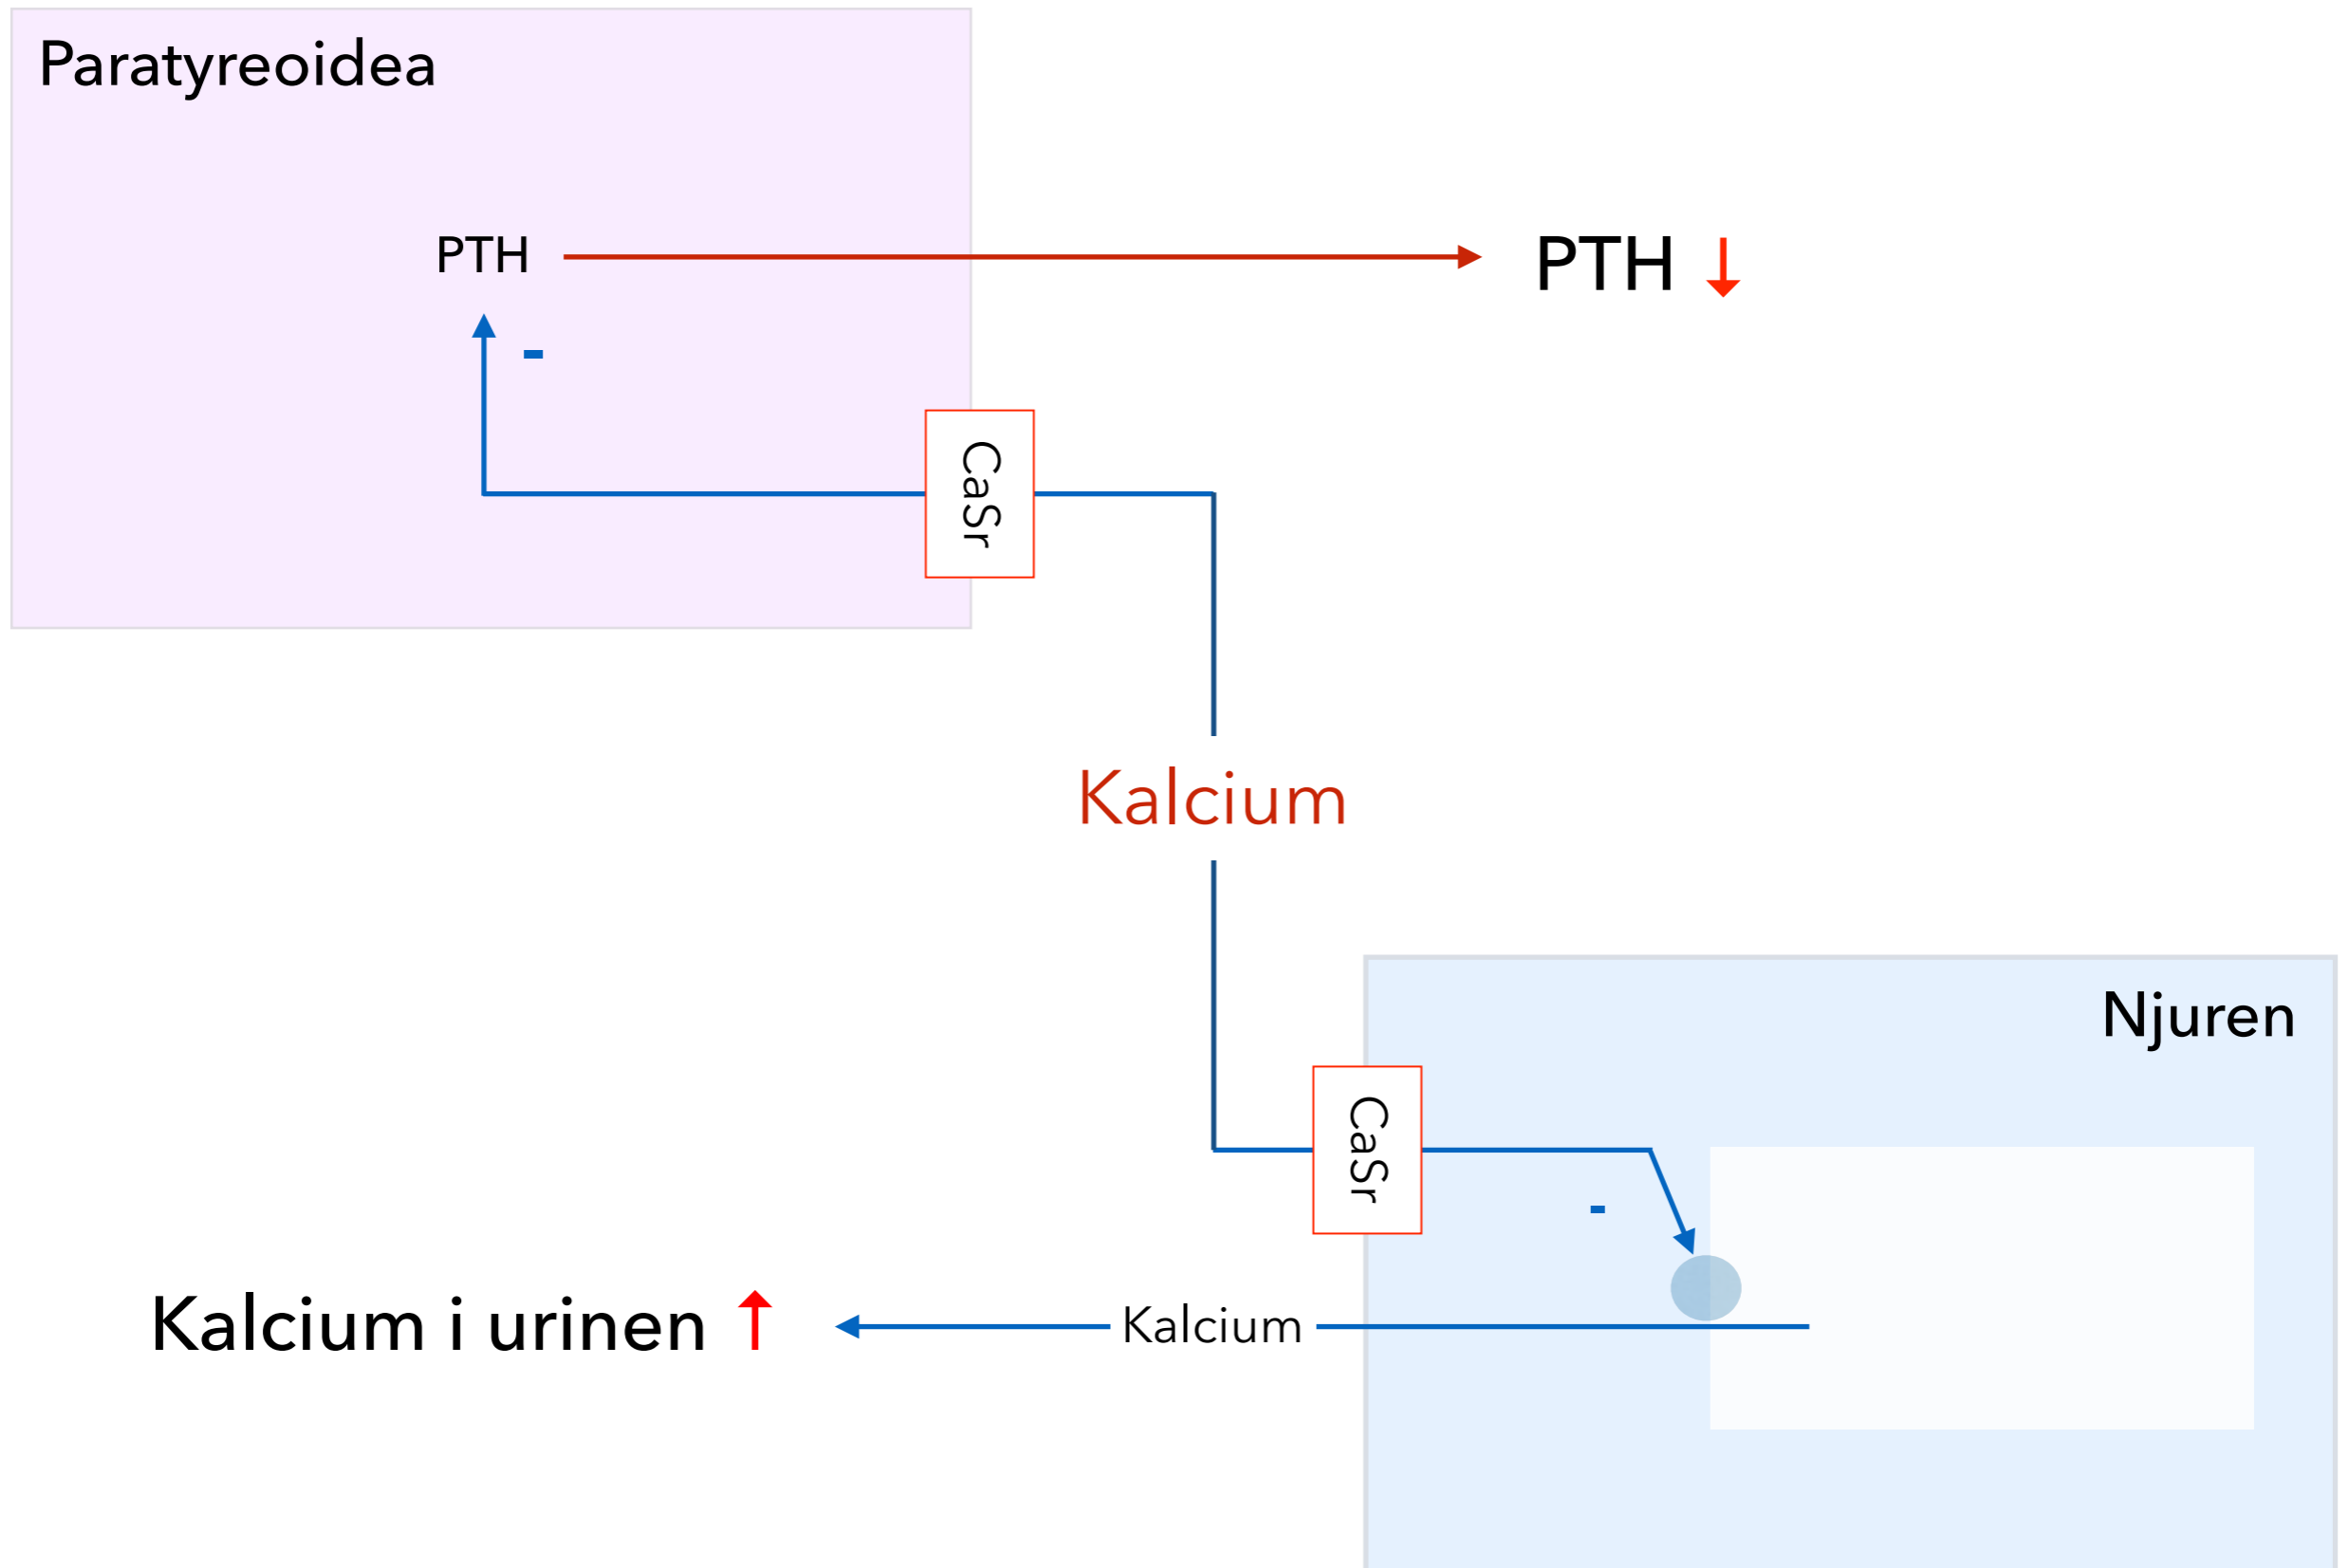 Paratyreoidea
PTH
PTH ↓
-
CaSr
Kalcium
Njuren
CaSr
-
Kalcium i urinen ↑
Kalcium